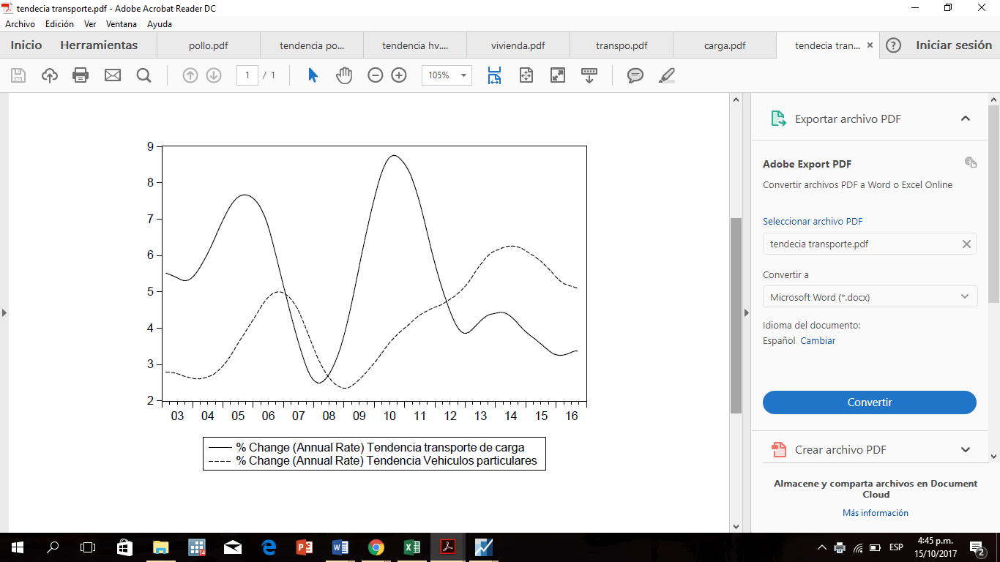 tendecia transporte.pdf - Adobe Acrobat Reader DC
Archivo Edición Ver Ventana Ayuda
Inicio Herramientas pollo.pdf tendencia po... tendencia hv.... vivienda.pdf transpo.pdf carga.pdf tendecia tran... Iniciar sesión
1 / 1 105%
9
8
7
6
5
4
3
2
03 04 05 06 07 08 09 10 11 12 13 14 15 16
% Change (Annual Rate) Tendencia transporte de carga
% Change (Annual Rate) Tendencia Vehiculos particulares
Exportar archivo PDF
Adobe Export PDF
Convertir archivos PDF a Word o Excel Online
Seleccionar archivo PDF
tendecia transporte.pdf
Convertir a
Microsoft Word (*.docx)
Idioma del documento:
Español Cambiar
Convertir
Crear archivo PDF
Almacene y comparta archivos en Document
Cloud
Más información
ESP
4:45 p.m.
15/10/2017
2
14